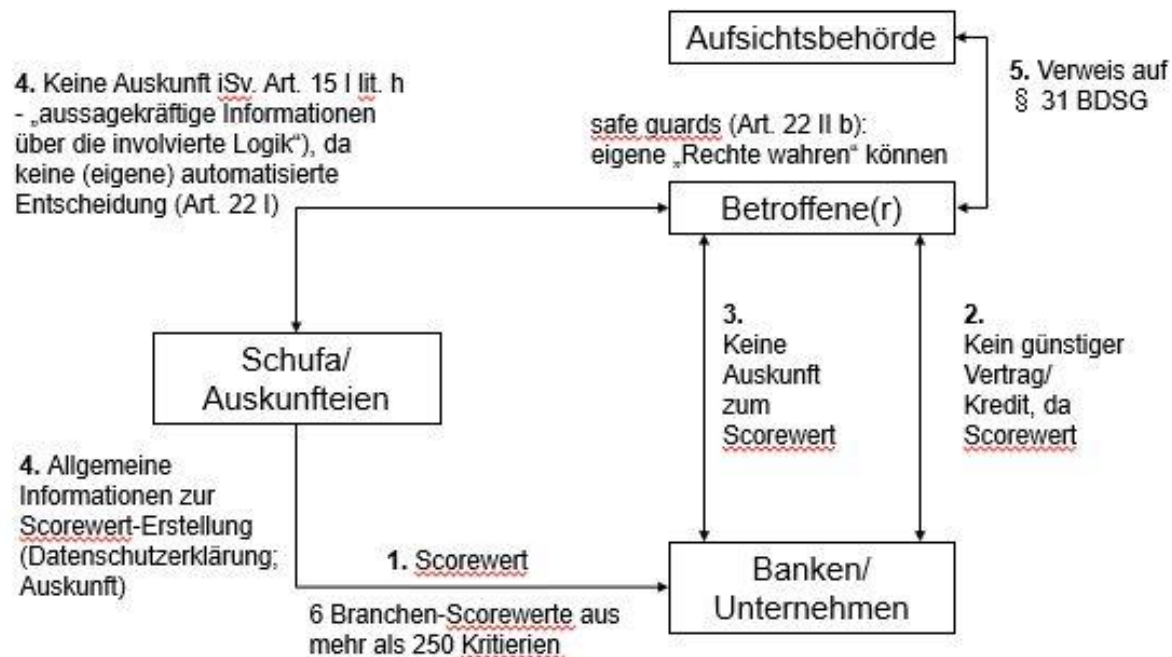 Aufsichtsbehörde
5. Verweis auf
§ 31 BDSG
4. Keine Auskunft iSv. Art. 15 I lit. h
- „aussagekräftige Informationen
über die involvierte Logik“), da
keine (eigene) automatisierte
Entscheidung (Art. 22 I)
safe guards (Art. 22 II b):
eigene „Rechte wahren“ können
Betroffene(r)
Schufa/
Auskunfteien
3.
Keine
Auskunft
zum
Scorewert
2.
Kein günstiger
Vertrag/
Kredit, da
Scorewert
4. Allgemeine
Informationen zur
Scorewert-Erstellung
(Datenschutzerklärung;
Auskunft)
1. Scorewert
6 Branchen-Scorewerte aus
mehr als 250 Kritierien
Banken/
Unternehmen